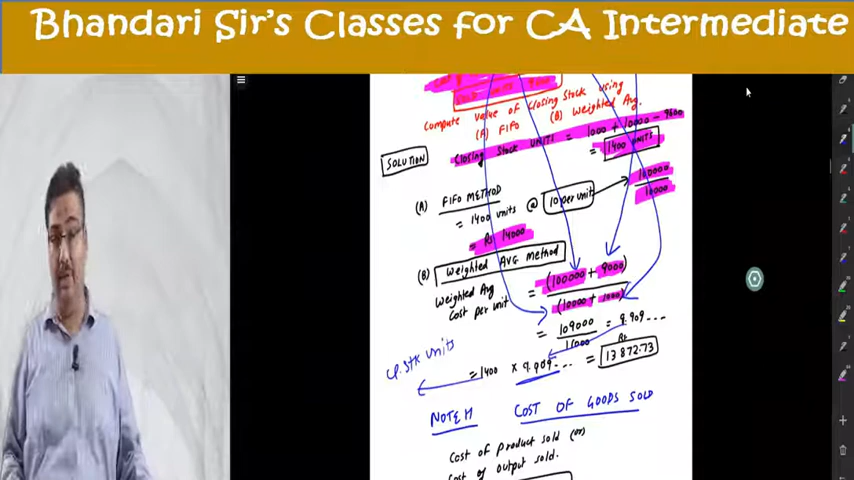 Bhandari Sir's Classes for CA Intermediate
Compute value of closing Stock using
(A) FIFO (B) Weighted Avg.
SOLUTION
Closing Stock UNITS = 1000 + 10000 - 9600
= 1400 UNITS
100000
10000
(A) FIFO METHOD
= 1400 units @ 10 per unit
= Rs 14000
(B) Weighted AVG Method
Weighted Avg
Cost per unit
= (100000 + 9000)
(10000 + 1000)
= 109000 = 9.909....
11000
Cl. Stk Units
= 1400 x 9.909... = Rs 13872.73
NOTE H COST OF GOODS SOLD
Cost of product sold (or)
Cost of output sold.